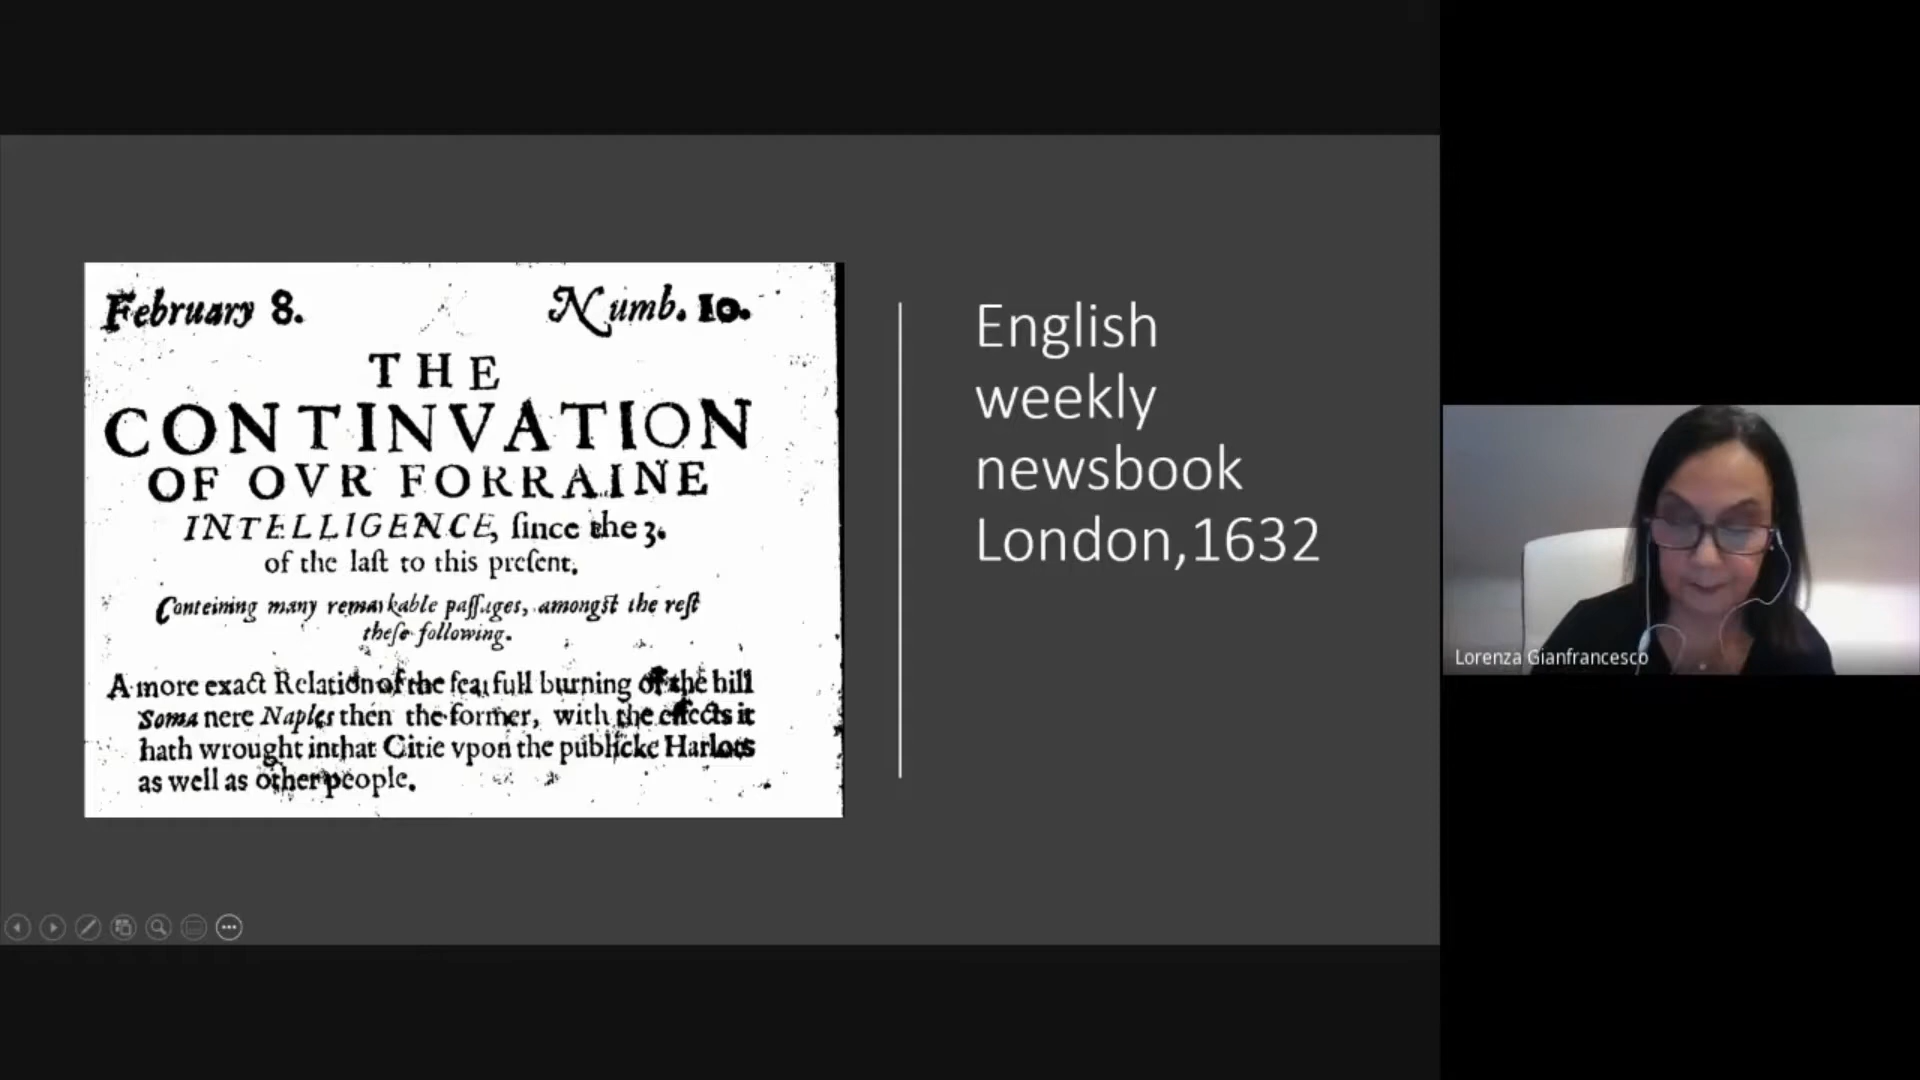 February 8. Numb. 10.
THE
CONTINVATION
OF OVR FORRAINE
INTELLIGENCE, ſince the 3.
of the laſt to this preſent.
Conteining many remarkable paſſages, amongſt the reſt
theſe following.
A more exact Relation of the fearfull burning of the hill
Soma nere Naples then the former, with the effects it
hath wrought in that Citie vpon the publicke Harlots
as well as other people.
English
weekly
newsbook
London,1632
Lorenza Gianfrancesco